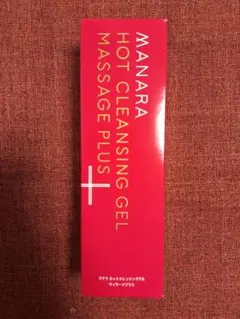 MANARA
HOT CLEANSING GEL
MASSAGE PLUS
マナラ ホットクレンジングゲル
マッサージプラス